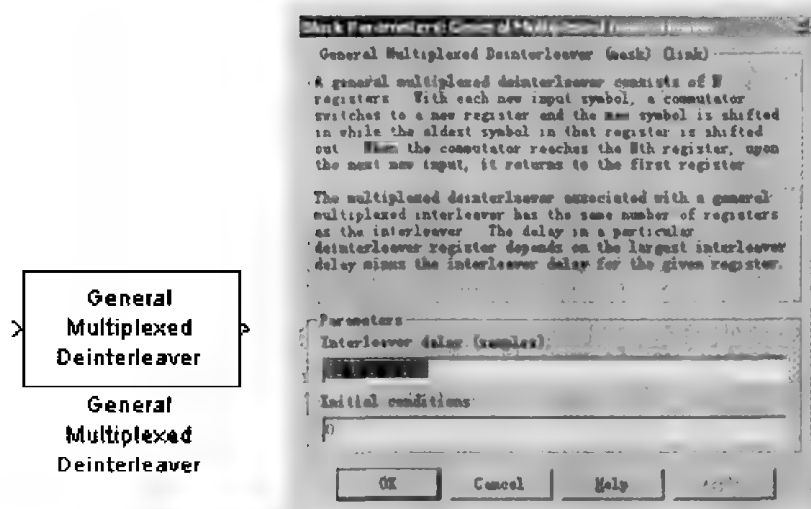 General
Multiplexed
Deinterleaver
General
Multiplexed
Deinterleaver
Block Parameters: General Multiplexed
General Multiplexed Deinterleaver (mask) (link)
A general multiplexed deinterleaver consists of N
registers With each new input symbol, a commutator
switches to a new register and the new symbol is shifted
in while the oldest symbol in that register is shifted
out When the commutator reaches the Nth register, upon
the next new input, it returns to the first register
The multiplexed deinterleaver associated with a general
multiplexed interleaver has the same number of registers
as the interleaver The delay in a particular
deinterleaver register depends on the largest interleaver
delay minus the interleaver delay for the given register.
Parameters
Interleaver delay (samples)
Initial conditions
0
OK Cancel Help Apply